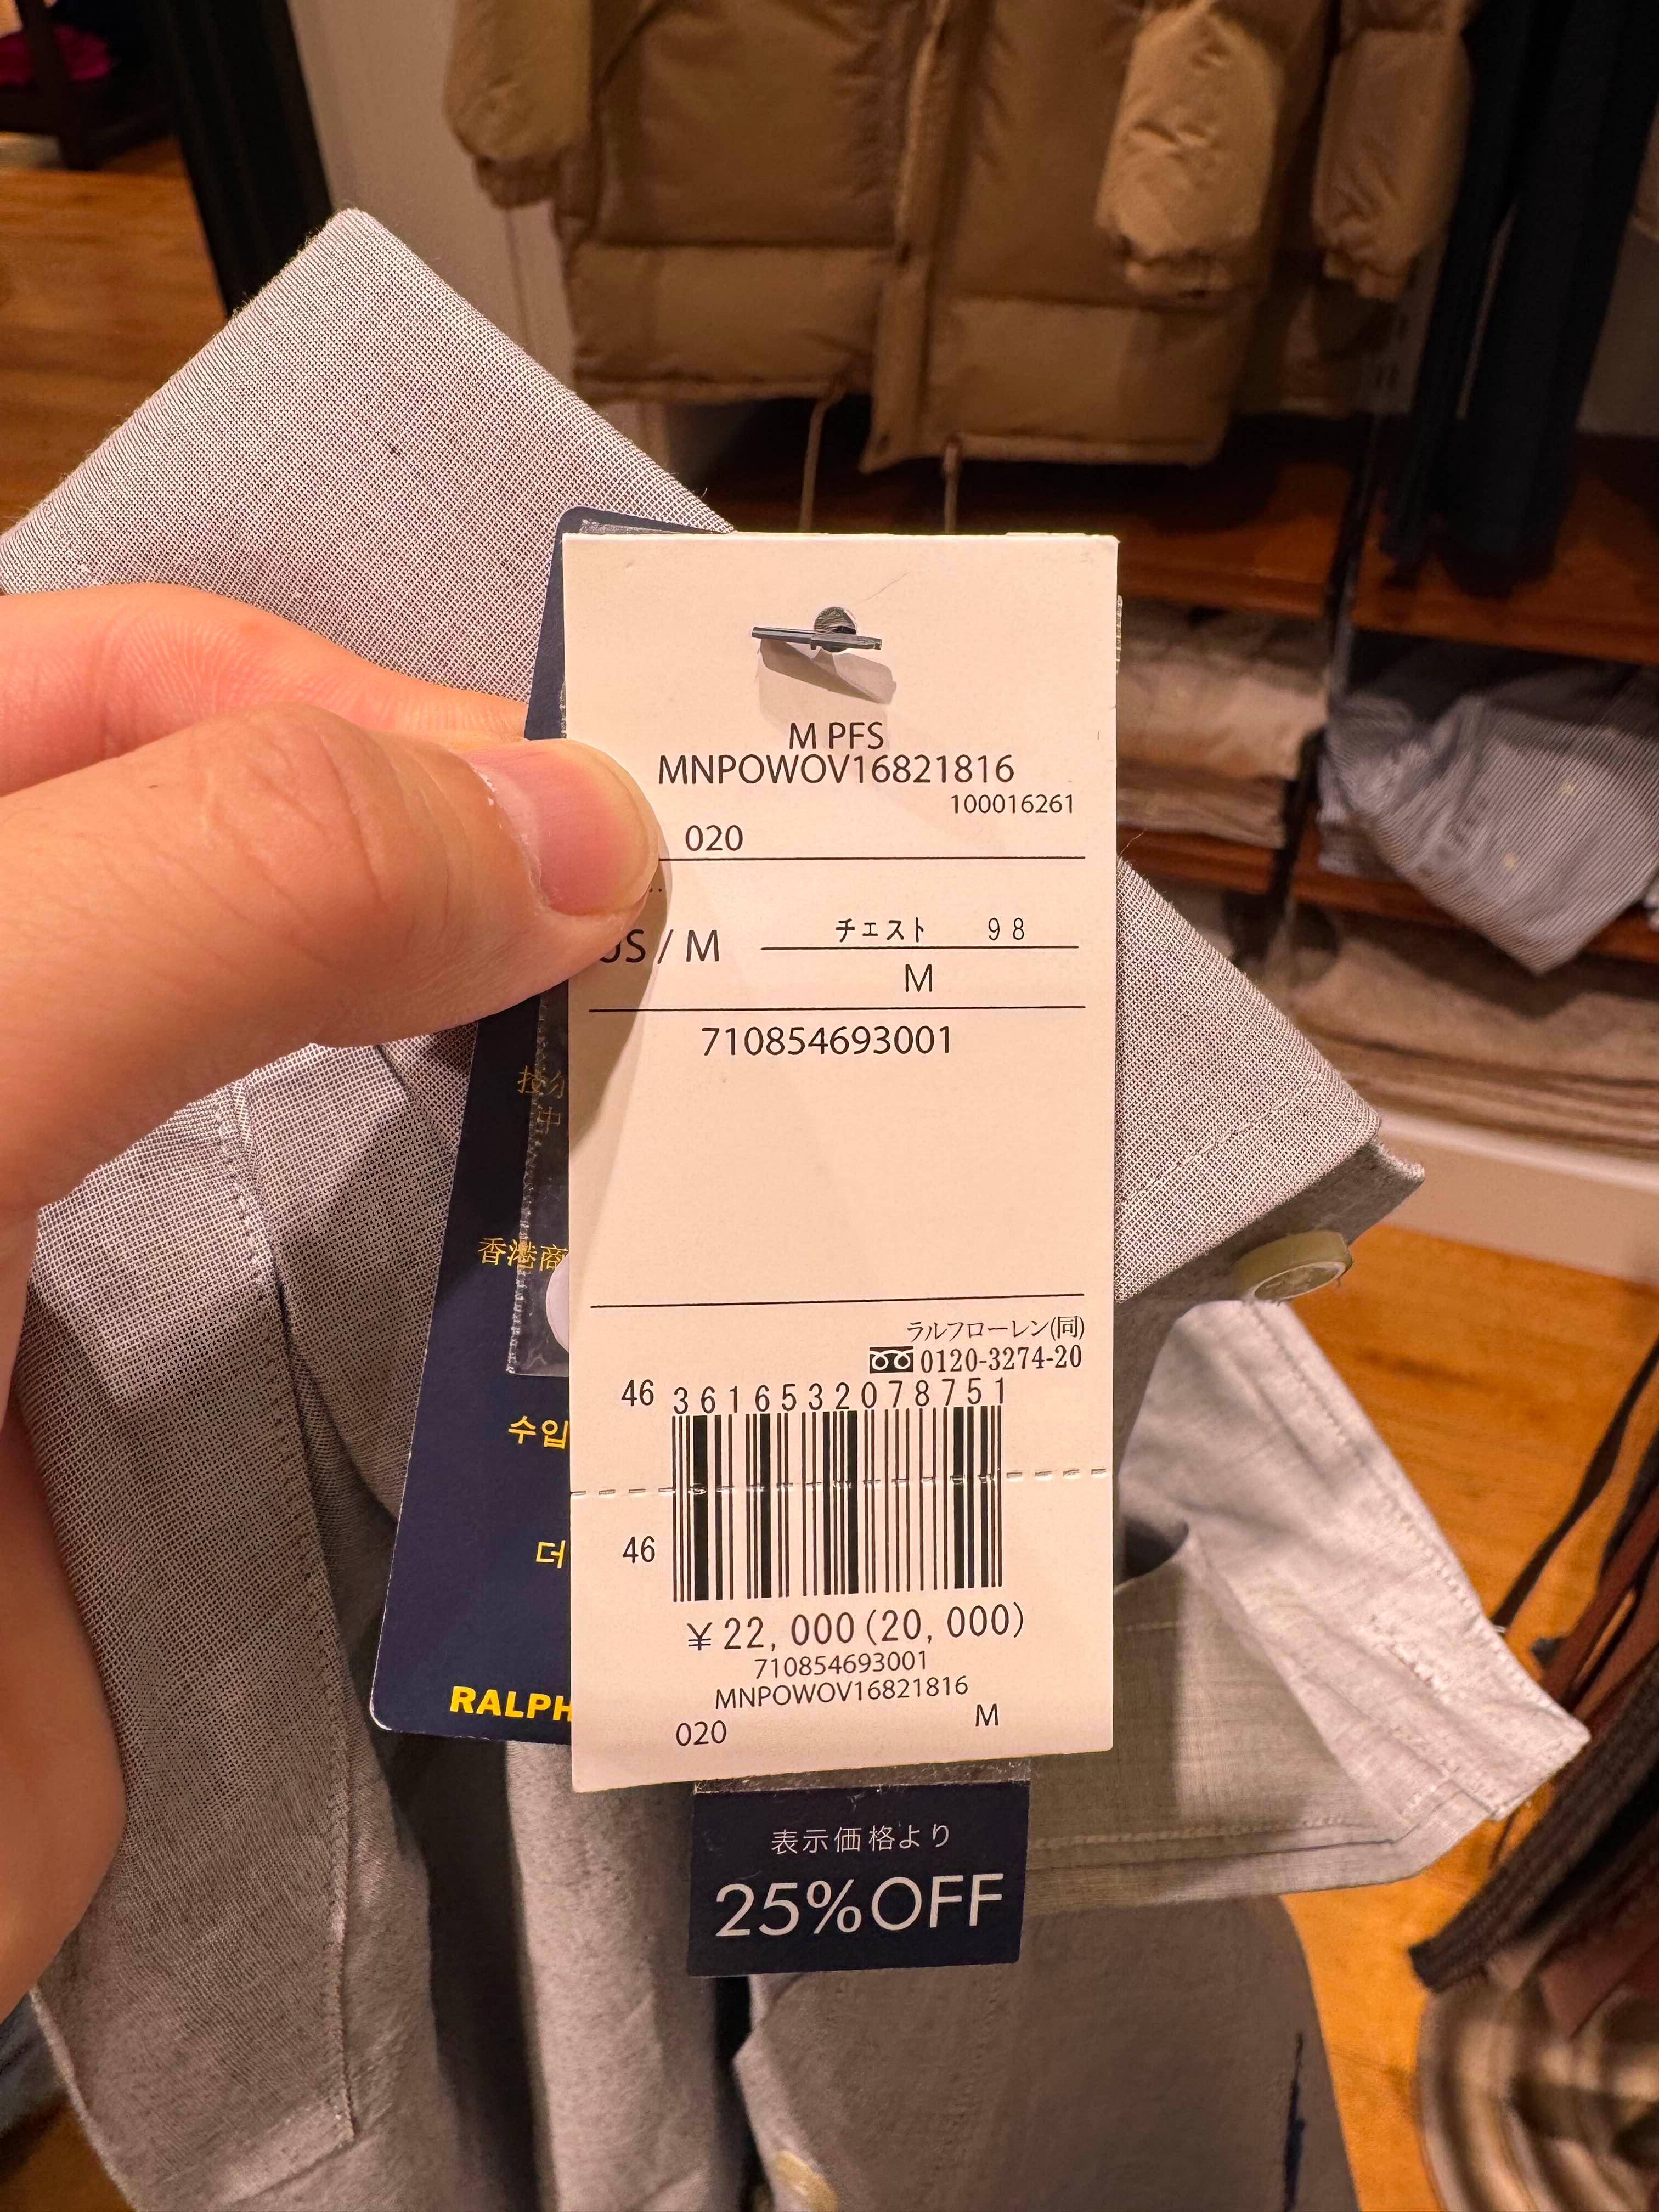 M PFS
MNPOWOV16821816
100016261
020
US / M
チェスト 98
M
710854693001
香港商
수입
더
RALPH
ラルフローレン(同)
0120-3274-20
46 3616532078751
46
¥22,000(20,000)
710854693001
MNPOWOV16821816
020 M
表示価格より
25%OFF